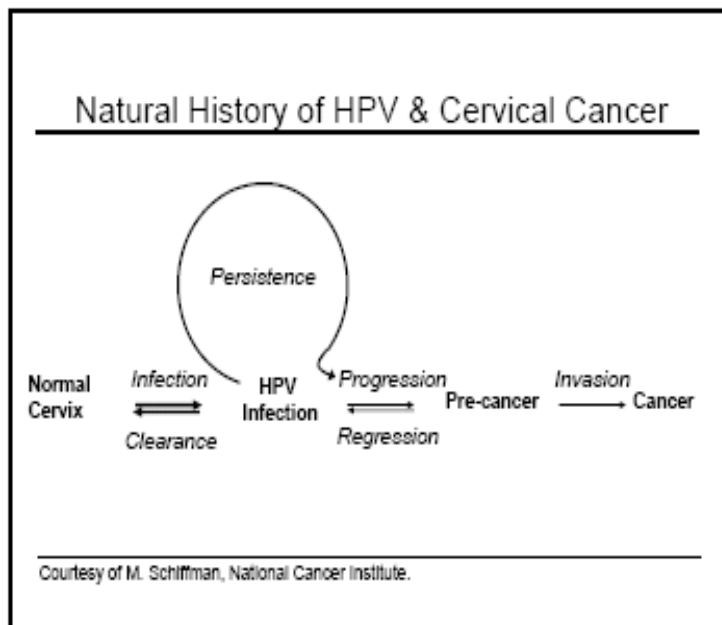 Natural History of HPV & Cervical Cancer
Persistence
Normal
Cervix
Infection
Clearance
HPV
Infection
Progression
Regression
Pre-cancer
Invasion
Cancer
Courtesy of M. Schiffman, National Cancer Institute.